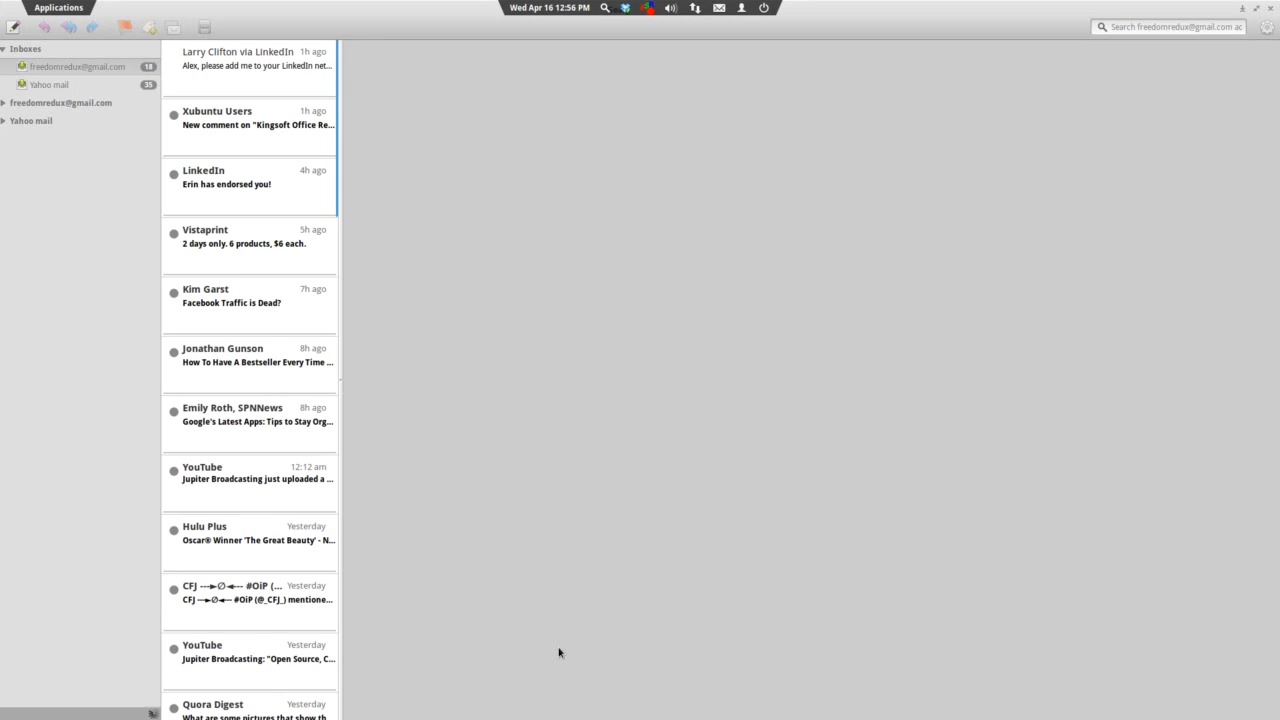 Applications
Wed Apr 16 12:56 PM
Search freedomredux@gmail.com ac
Inboxes
freedomredux@gmail.com 18
Yahoo mail 35
freedomredux@gmail.com
Yahoo mail
Larry Clifton via LinkedIn 1h ago
Alex, please add me to your LinkedIn net...
Xubuntu Users 1h ago
New comment on "Kingsoft Office Re...
LinkedIn 4h ago
Erin has endorsed you!
Vistaprint 5h ago
2 days only. 6 products, $6 each.
Kim Garst 7h ago
Facebook Traffic is Dead?
Jonathan Gunson 8h ago
How To Have A Bestseller Every Time ...
Emily Roth, SPNNews 8h ago
Google's Latest Apps: Tips to Stay Org...
YouTube 12:12 am
Jupiter Broadcasting just uploaded a ...
Hulu Plus Yesterday
Oscar® Winner 'The Great Beauty' - N...
CFJ ---►∅◄--- #OiP (... Yesterday
CFJ ---►∅◄--- #OiP (@_CFJ_) mentione...
YouTube Yesterday
Jupiter Broadcasting: "Open Source, C...
Quora Digest Yesterday
What are some pictures that show th...